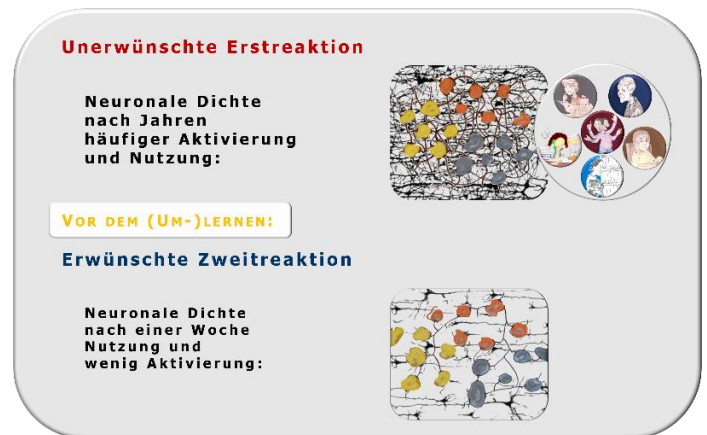 Unerwünschte Erstreaktion
Neuronale Dichte
nach Jahren
häufiger Aktivierung
und Nutzung:
VOR DEM (UM-)LERNEN:
Erwünschte Zweitreaktion
Neuronale Dichte
nach einer Woche
Nutzung und
wenig Aktivierung: